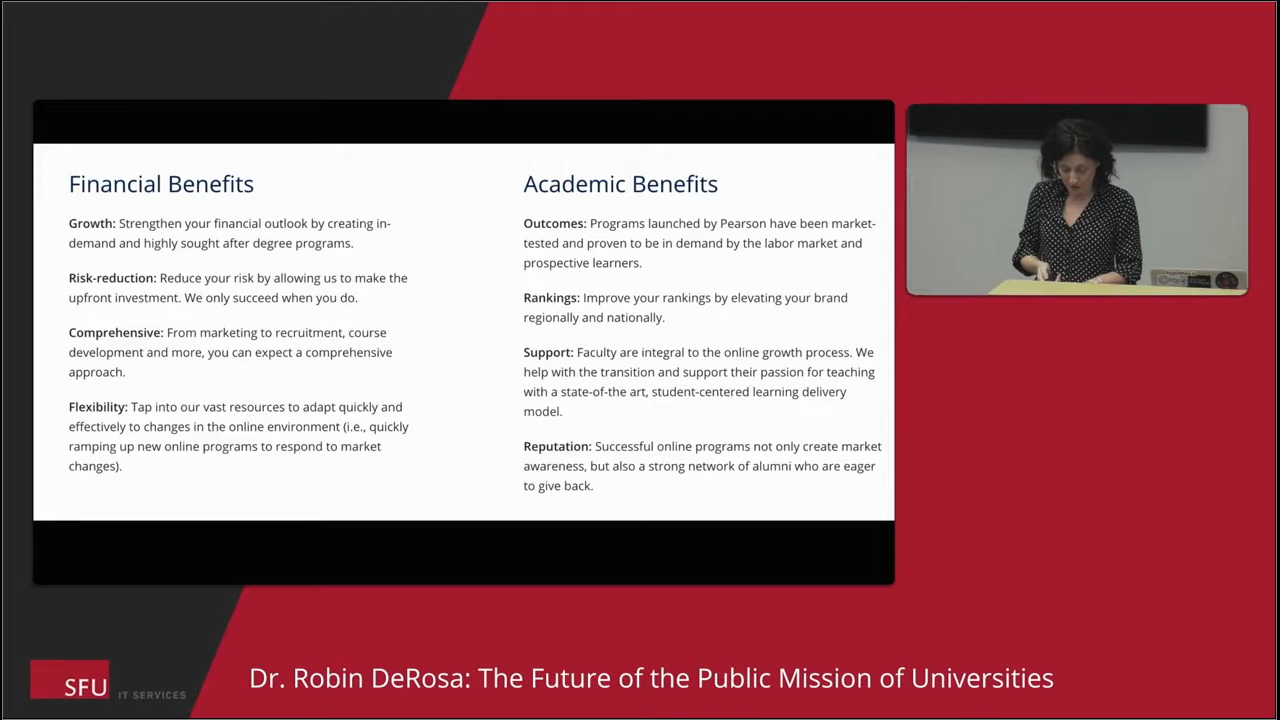 Financial Benefits
Growth: Strengthen your financial outlook by creating in-
demand and highly sought after degree programs.
Risk-reduction: Reduce your risk by allowing us to make the
upfront investment. We only succeed when you do.
Comprehensive: From marketing to recruitment, course
development and more, you can expect a comprehensive
approach.
Flexibility: Tap into our vast resources to adapt quickly and
effectively to changes in the online environment (i.e., quickly
ramping up new online programs to respond to market
changes).
Academic Benefits
Outcomes: Programs launched by Pearson have been market-
tested and proven to be in demand by the labor market and
prospective learners.
Rankings: Improve your rankings by elevating your brand
regionally and nationally.
Support: Faculty are integral to the online growth process. We
help with the transition and support their passion for teaching
with a state-of-the art, student-centered learning delivery
model.
Reputation: Successful online programs not only create market
awareness, but also a strong network of alumni who are eager
to give back.
SFU IT SERVICES
Dr. Robin DeRosa: The Future of the Public Mission of Universities